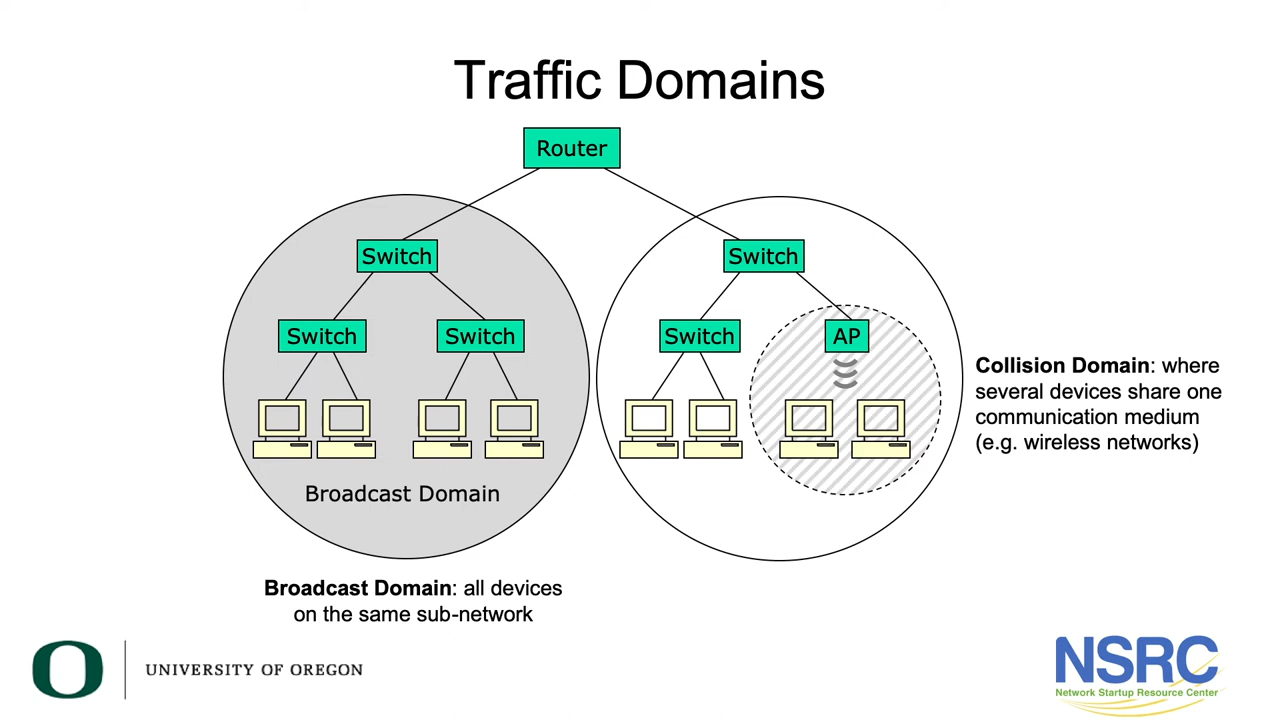 Traffic Domains
Router
Switch
Switch
Switch
Switch
Switch
AP
Broadcast Domain
Collision Domain: where
several devices share one
communication medium
(e.g. wireless networks)
Broadcast Domain: all devices
on the same sub-network
O
UNIVERSITY OF OREGON
NSRC
Network Startup Resource Center